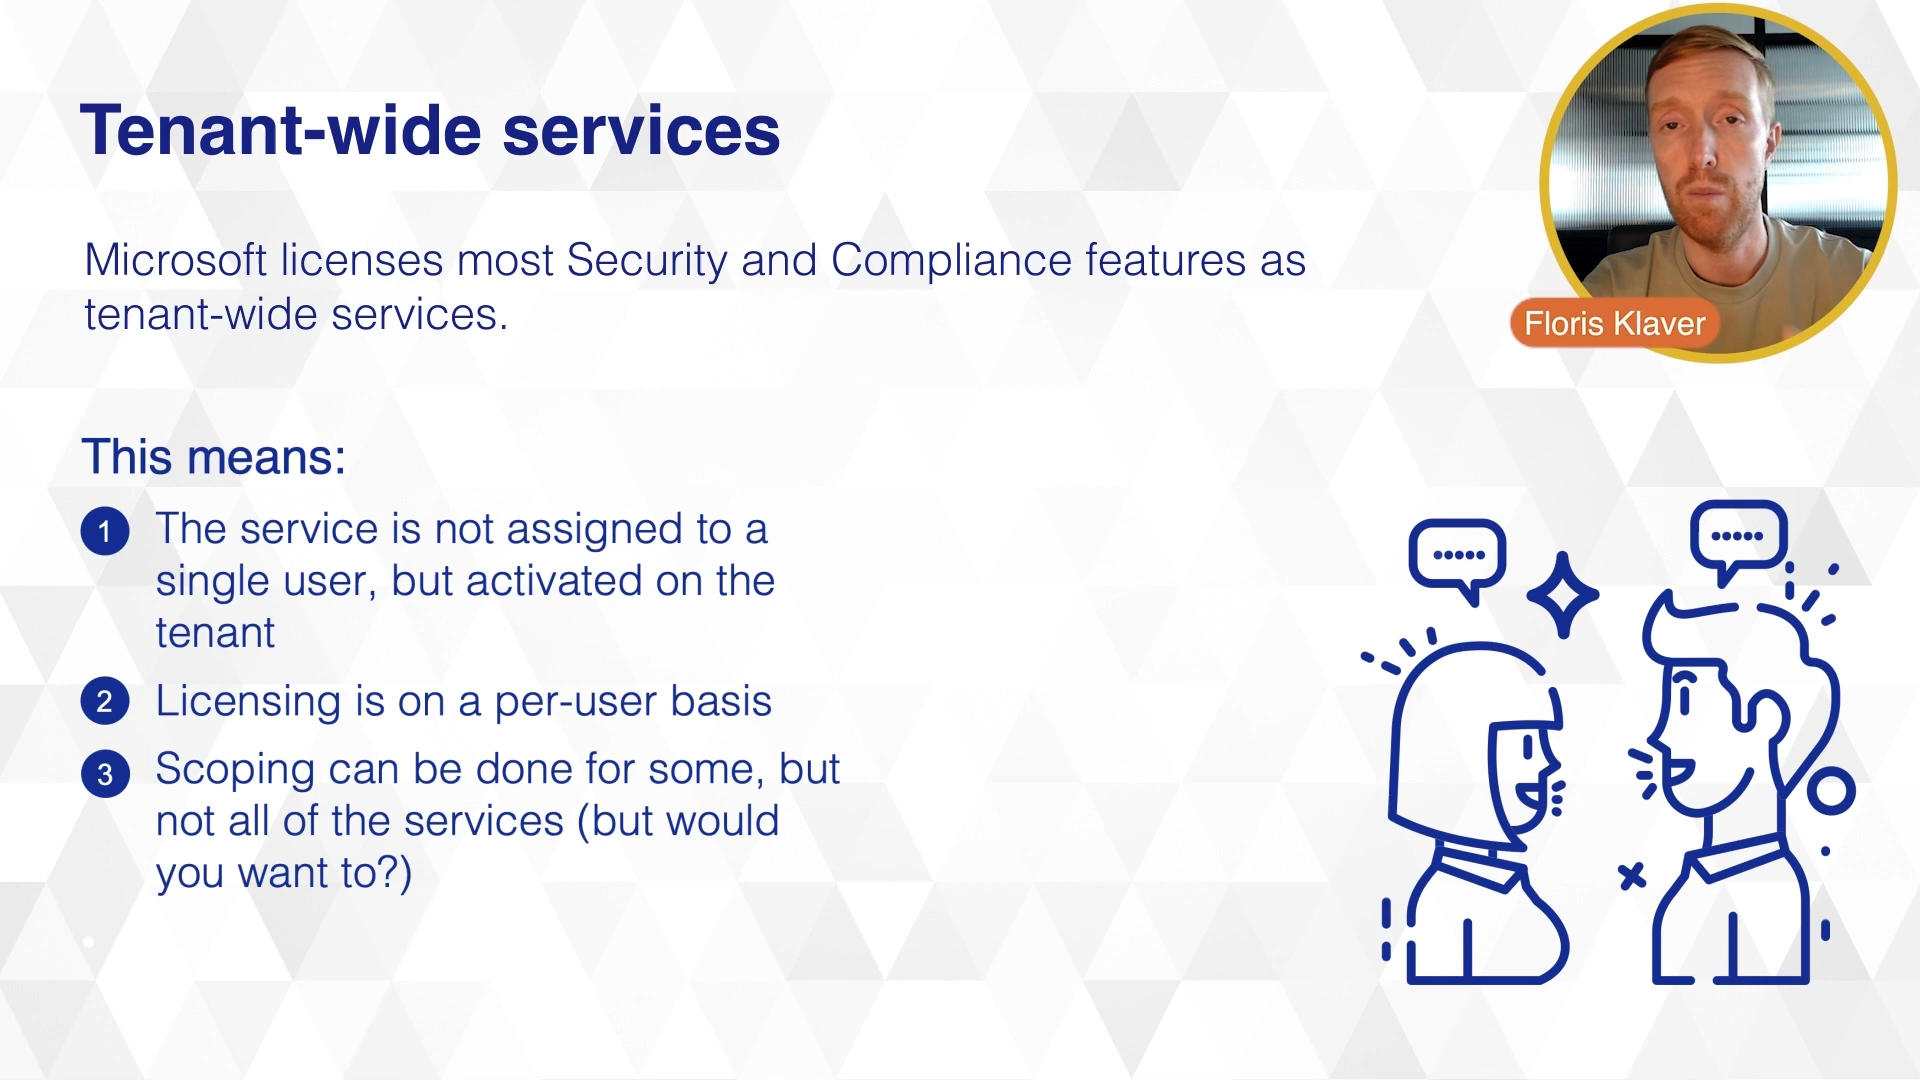 Tenant-wide services
Microsoft licenses most Security and Compliance features as
tenant-wide services.
Floris Klaver
This means:
1 The service is not assigned to a
single user, but activated on the
tenant
2 Licensing is on a per-user basis
3 Scoping can be done for some, but
not all of the services (but would
you want to?)